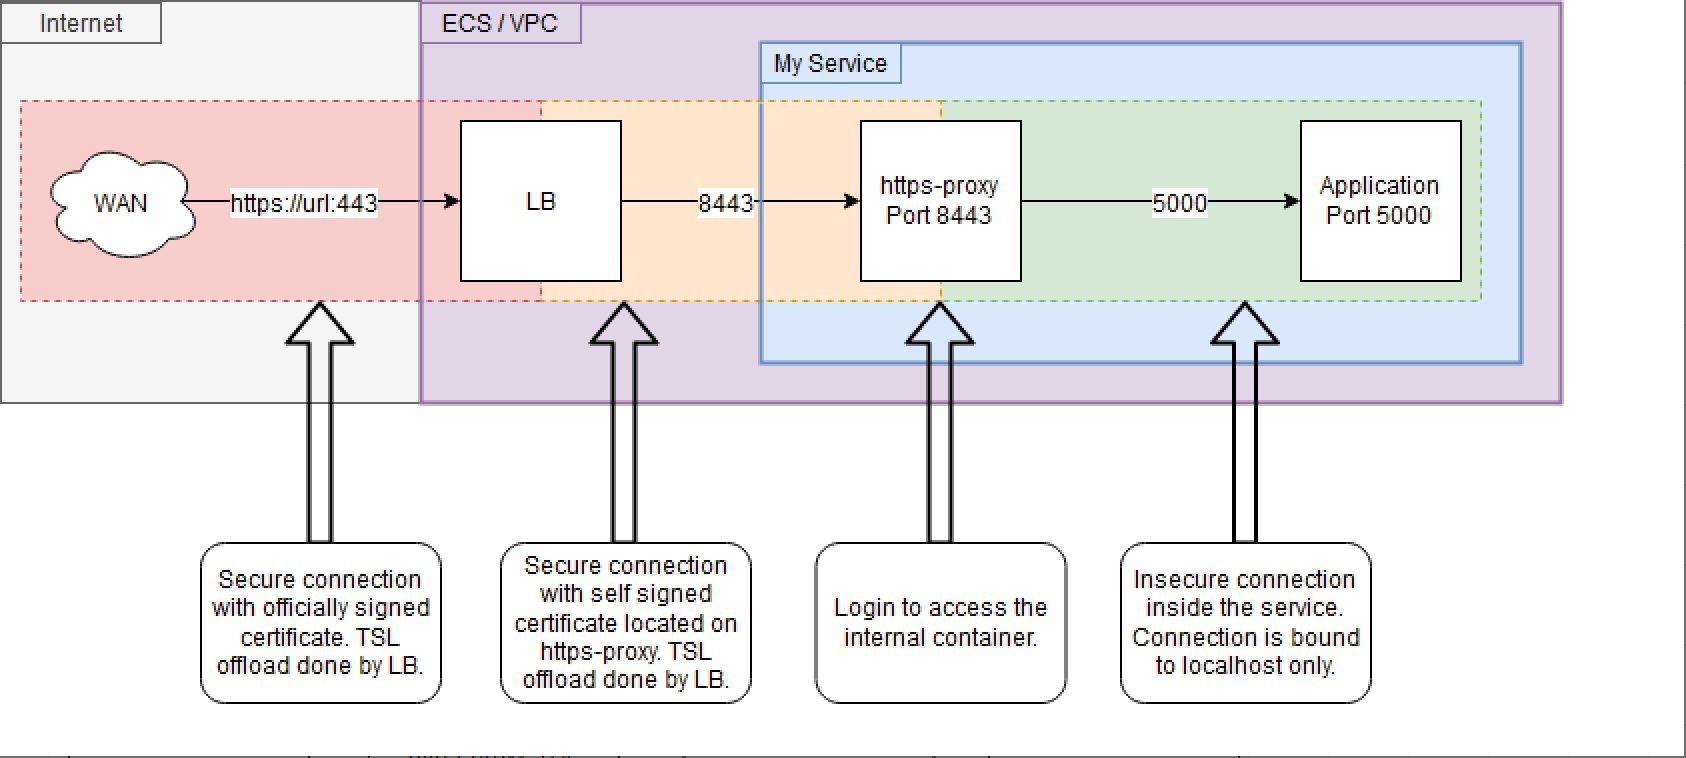 Internet
ECS / VPC
My Service
WAN
https://url:443
LB
8443
https-proxy
Port 8443
5000
Application
Port 5000
Secure connection
with officially signed
certificate. TSL
offload done by LB.
Secure connection
with self signed
certificate located on
https-proxy. TSL
offload done by LB.
Login to access the
internal container.
Insecure connection
inside the service.
Connection is bound
to localhost only.